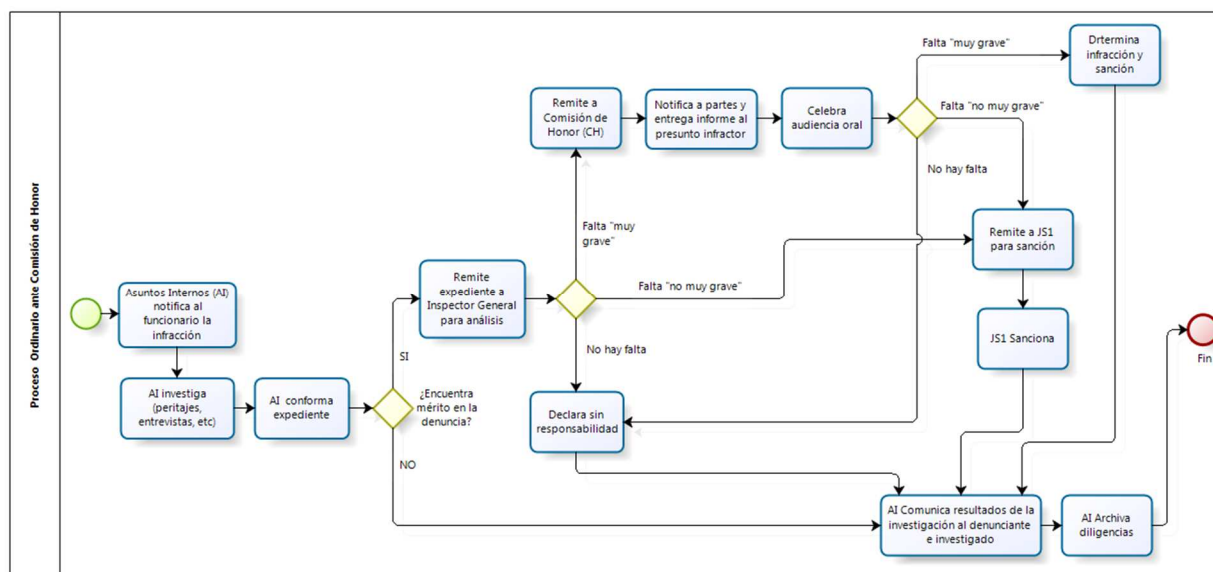 Proceso Ordinario ante Comisión de Honor
Asuntos Internos (AI)
notifica al
funcionario la
infracción
AI investiga
(peritajes,
entrevistas, etc)
AI conforma
expediente
¿Encuentra
mérito en la
denuncia?
SI
NO
Remite
expediente a
Inspector General
para análisis
Falta "muy
grave"
Falta "no muy grave"
No hay falta
Remite a
Comisión de
Honor (CH)
Notifica a partes y
entrega informe al
presunto infractor
Celebra
audiencia oral
Falta "muy grave"
Falta "no muy grave"
No hay falta
Drtermina
infracción y
sanción
Remite a JS1
para sanción
JS1 Sanciona
Declara sin
responsabilidad
AI Comunica resultados de la
investigación al denunciante
e investigado
AI Archiva
diligencias
Fin